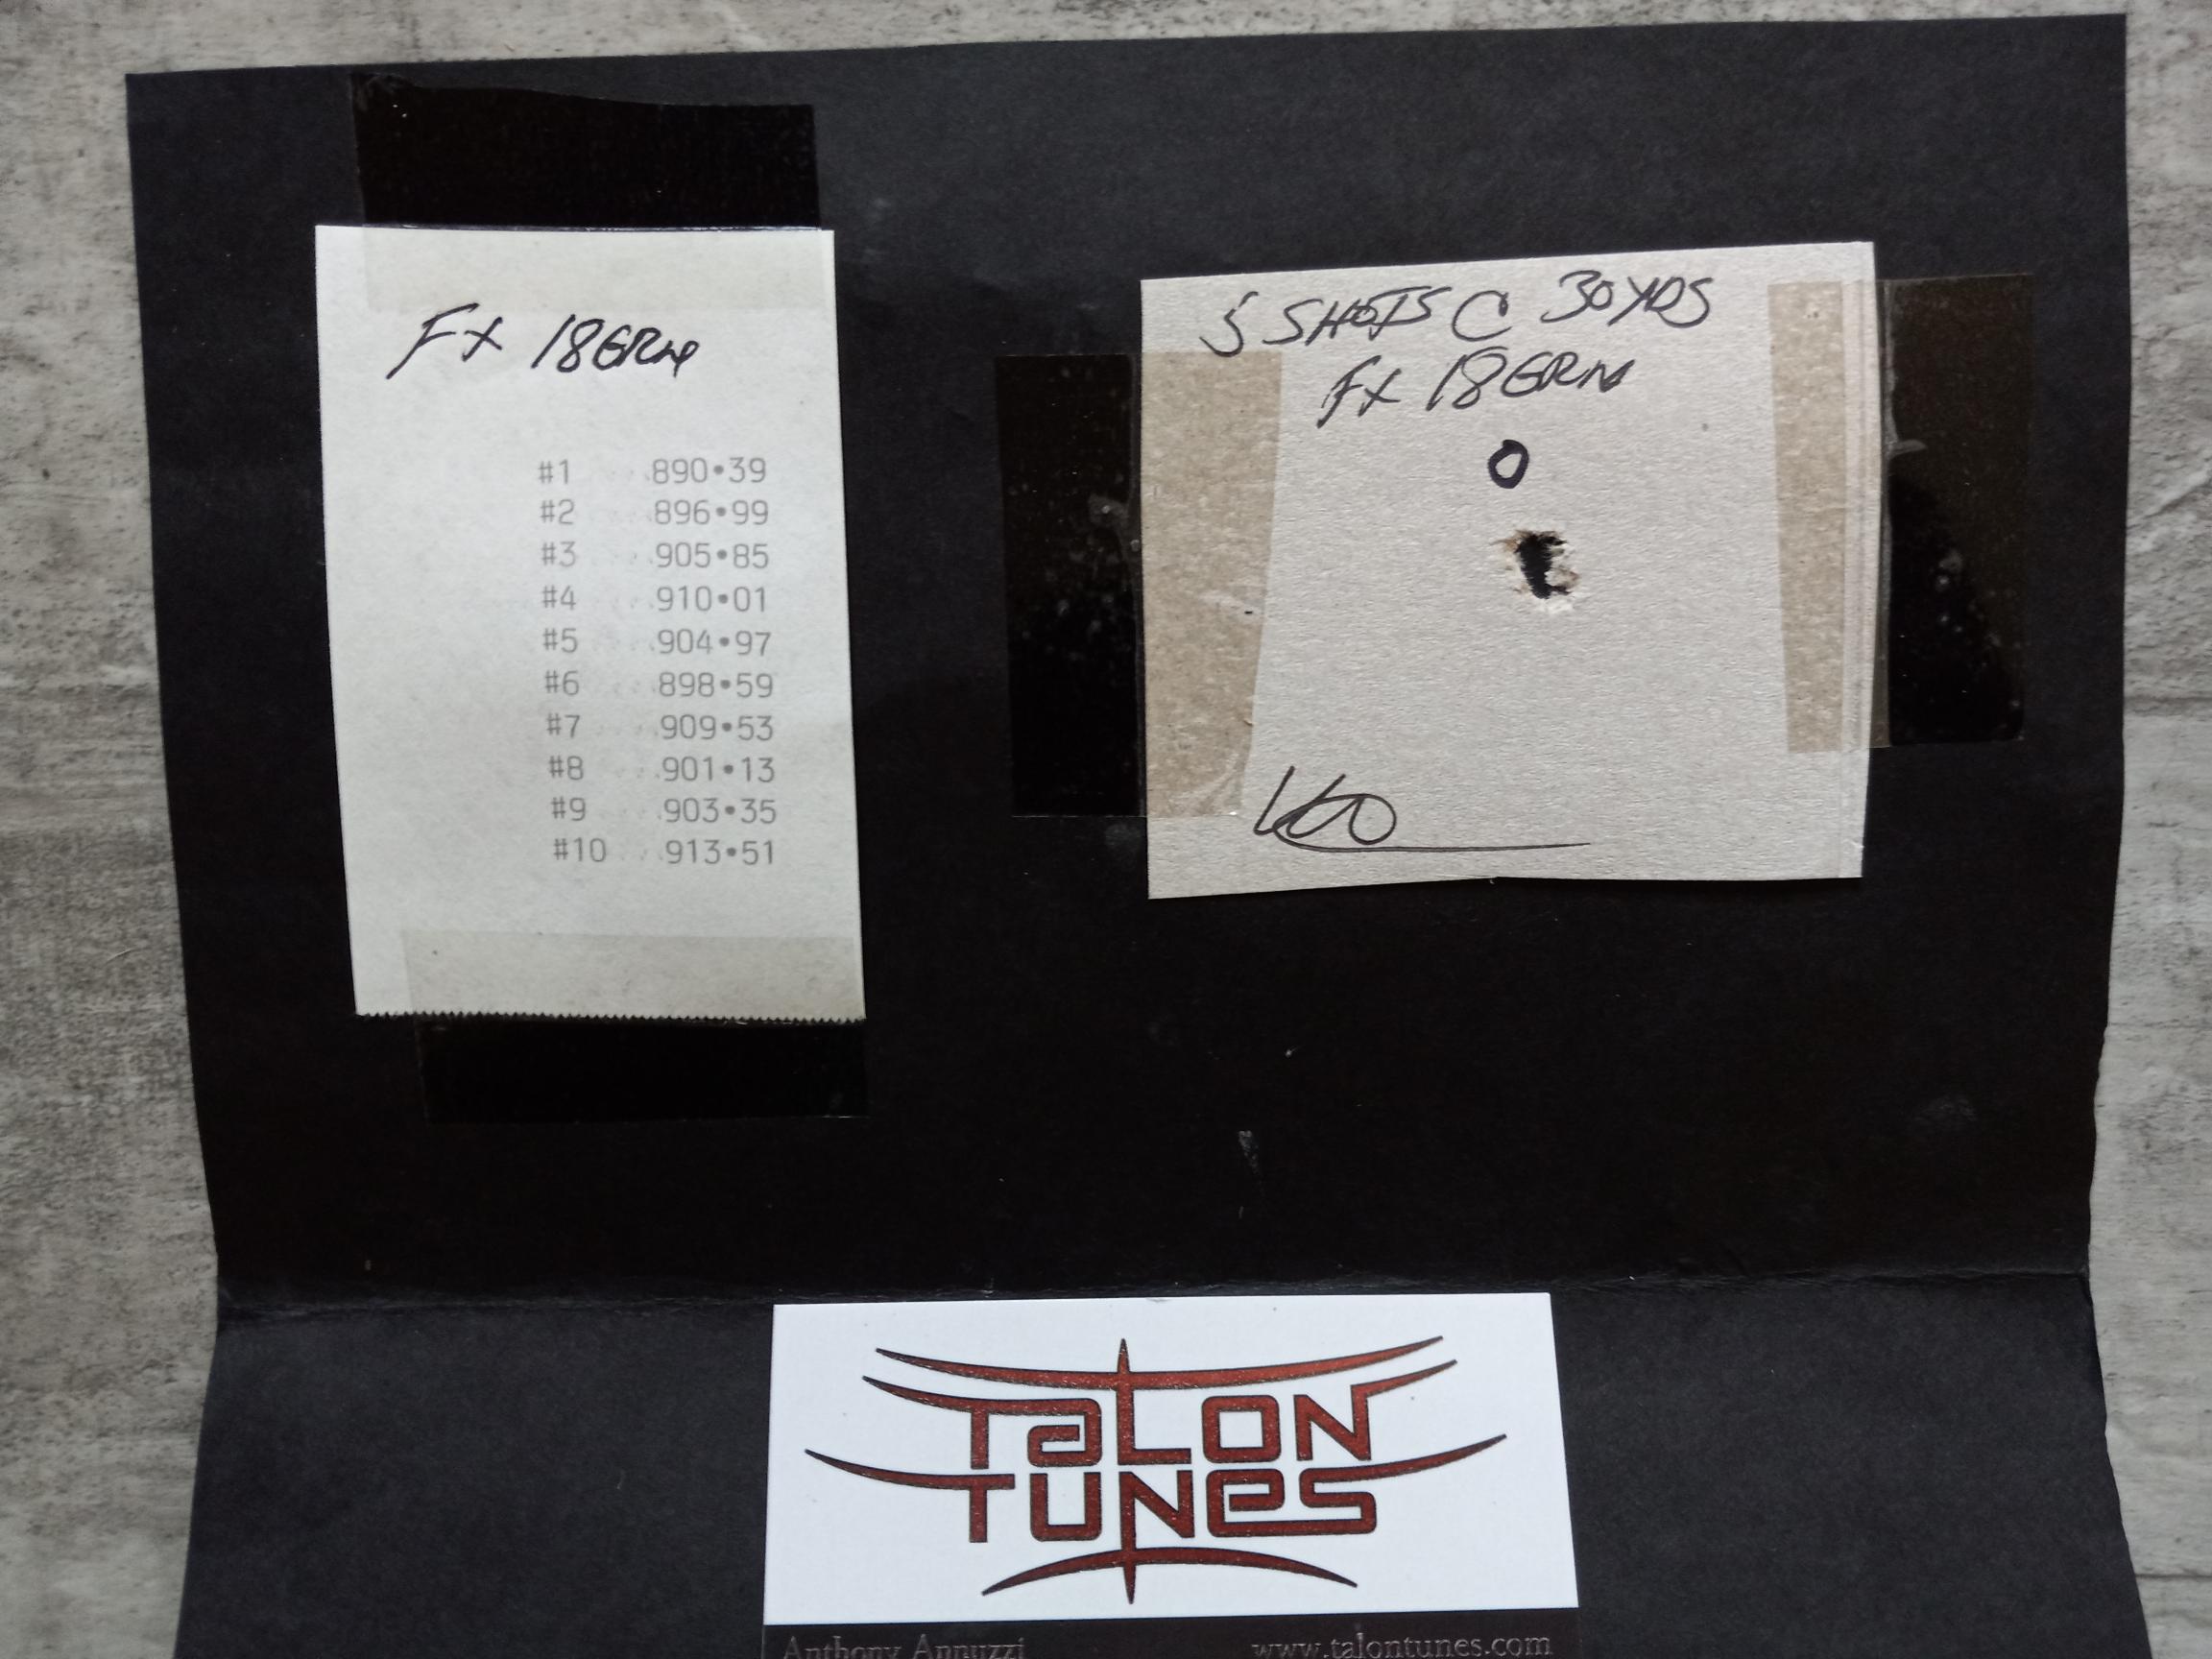 FX 18GRN
#1 890.39
#2 896.99
#3 905.85
#4 910.01
#5 904.97
#6 898.59
#7 909.53
#8 901.13
#9 903.35
#10 913.51
5 SHOTS @ 30 YDS
FX 18GRN
TALON
TUNES
Anthony Annuzzi www.talontunes.com